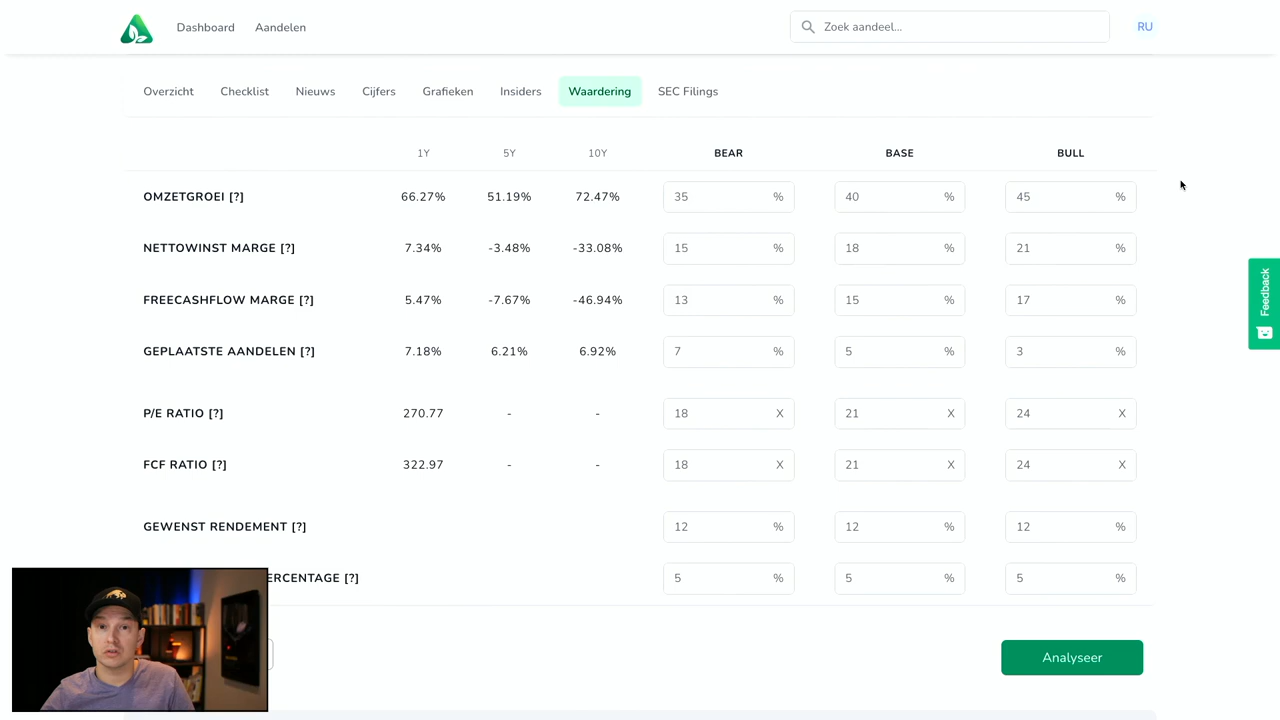 Dashboard Aandelen Zoek aandeel... RU
Overzicht Checklist Nieuws Cijfers Grafieken Insiders Waardering SEC Filings
1Y 5Y 10Y BEAR BASE BULL
OMZETGROEI [?] 66.27% 51.19% 72.47% 35 % 40 % 45 %
NETTOWINST MARGE [?] 7.34% -3.48% -33.08% 15 % 18 % 21 %
FREECASHFLOW MARGE [?] 5.47% -7.67% -46.94% 13 % 15 % 17 %
Feedback
GEPLAATSTE AANDELEN [?] 7.18% 6.21% 6.92% 7 % 5 % 3 %
P/E RATIO [?] 270.77 - - 18 X 21 X 24 X
FCF RATIO [?] 322.97 - - 18 X 21 X 24 X
GEWENST RENDEMENT [?] 12 % 12 % 12 %
ERCENTAGE [?] 5 % 5 % 5 %
Analyseer